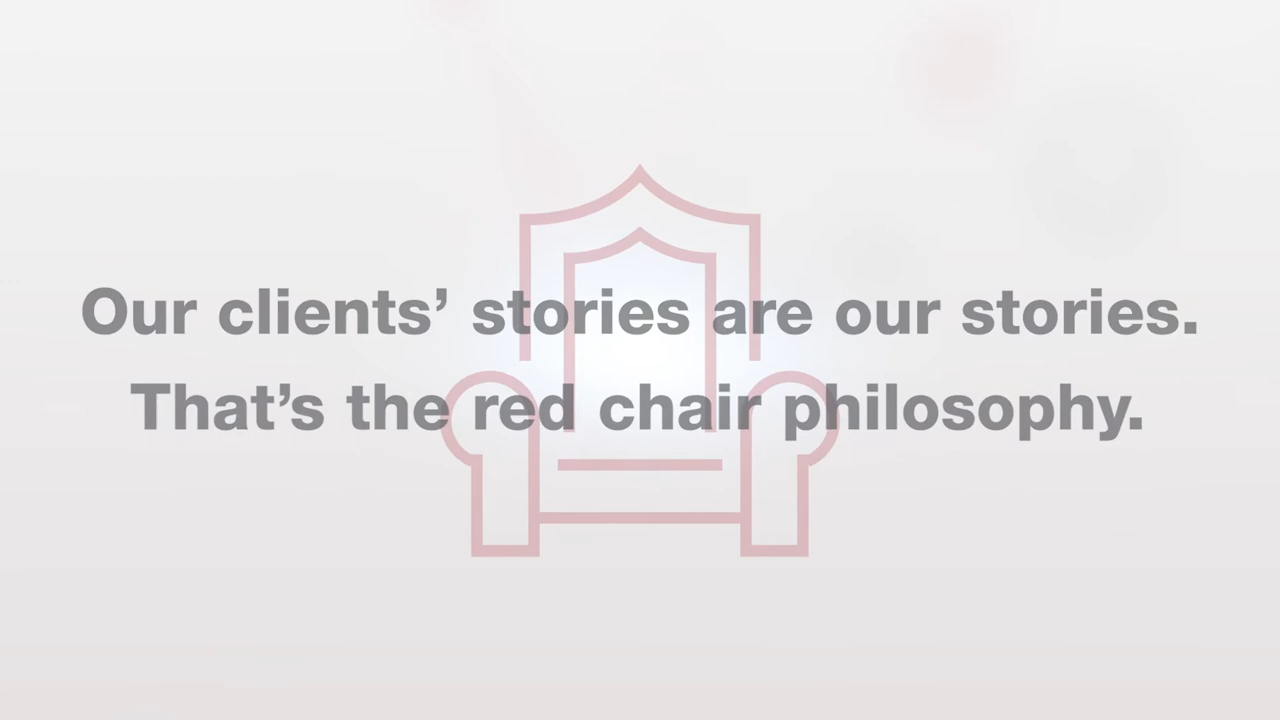 Our clients’ stories are our stories.
That’s the red chair philosophy.